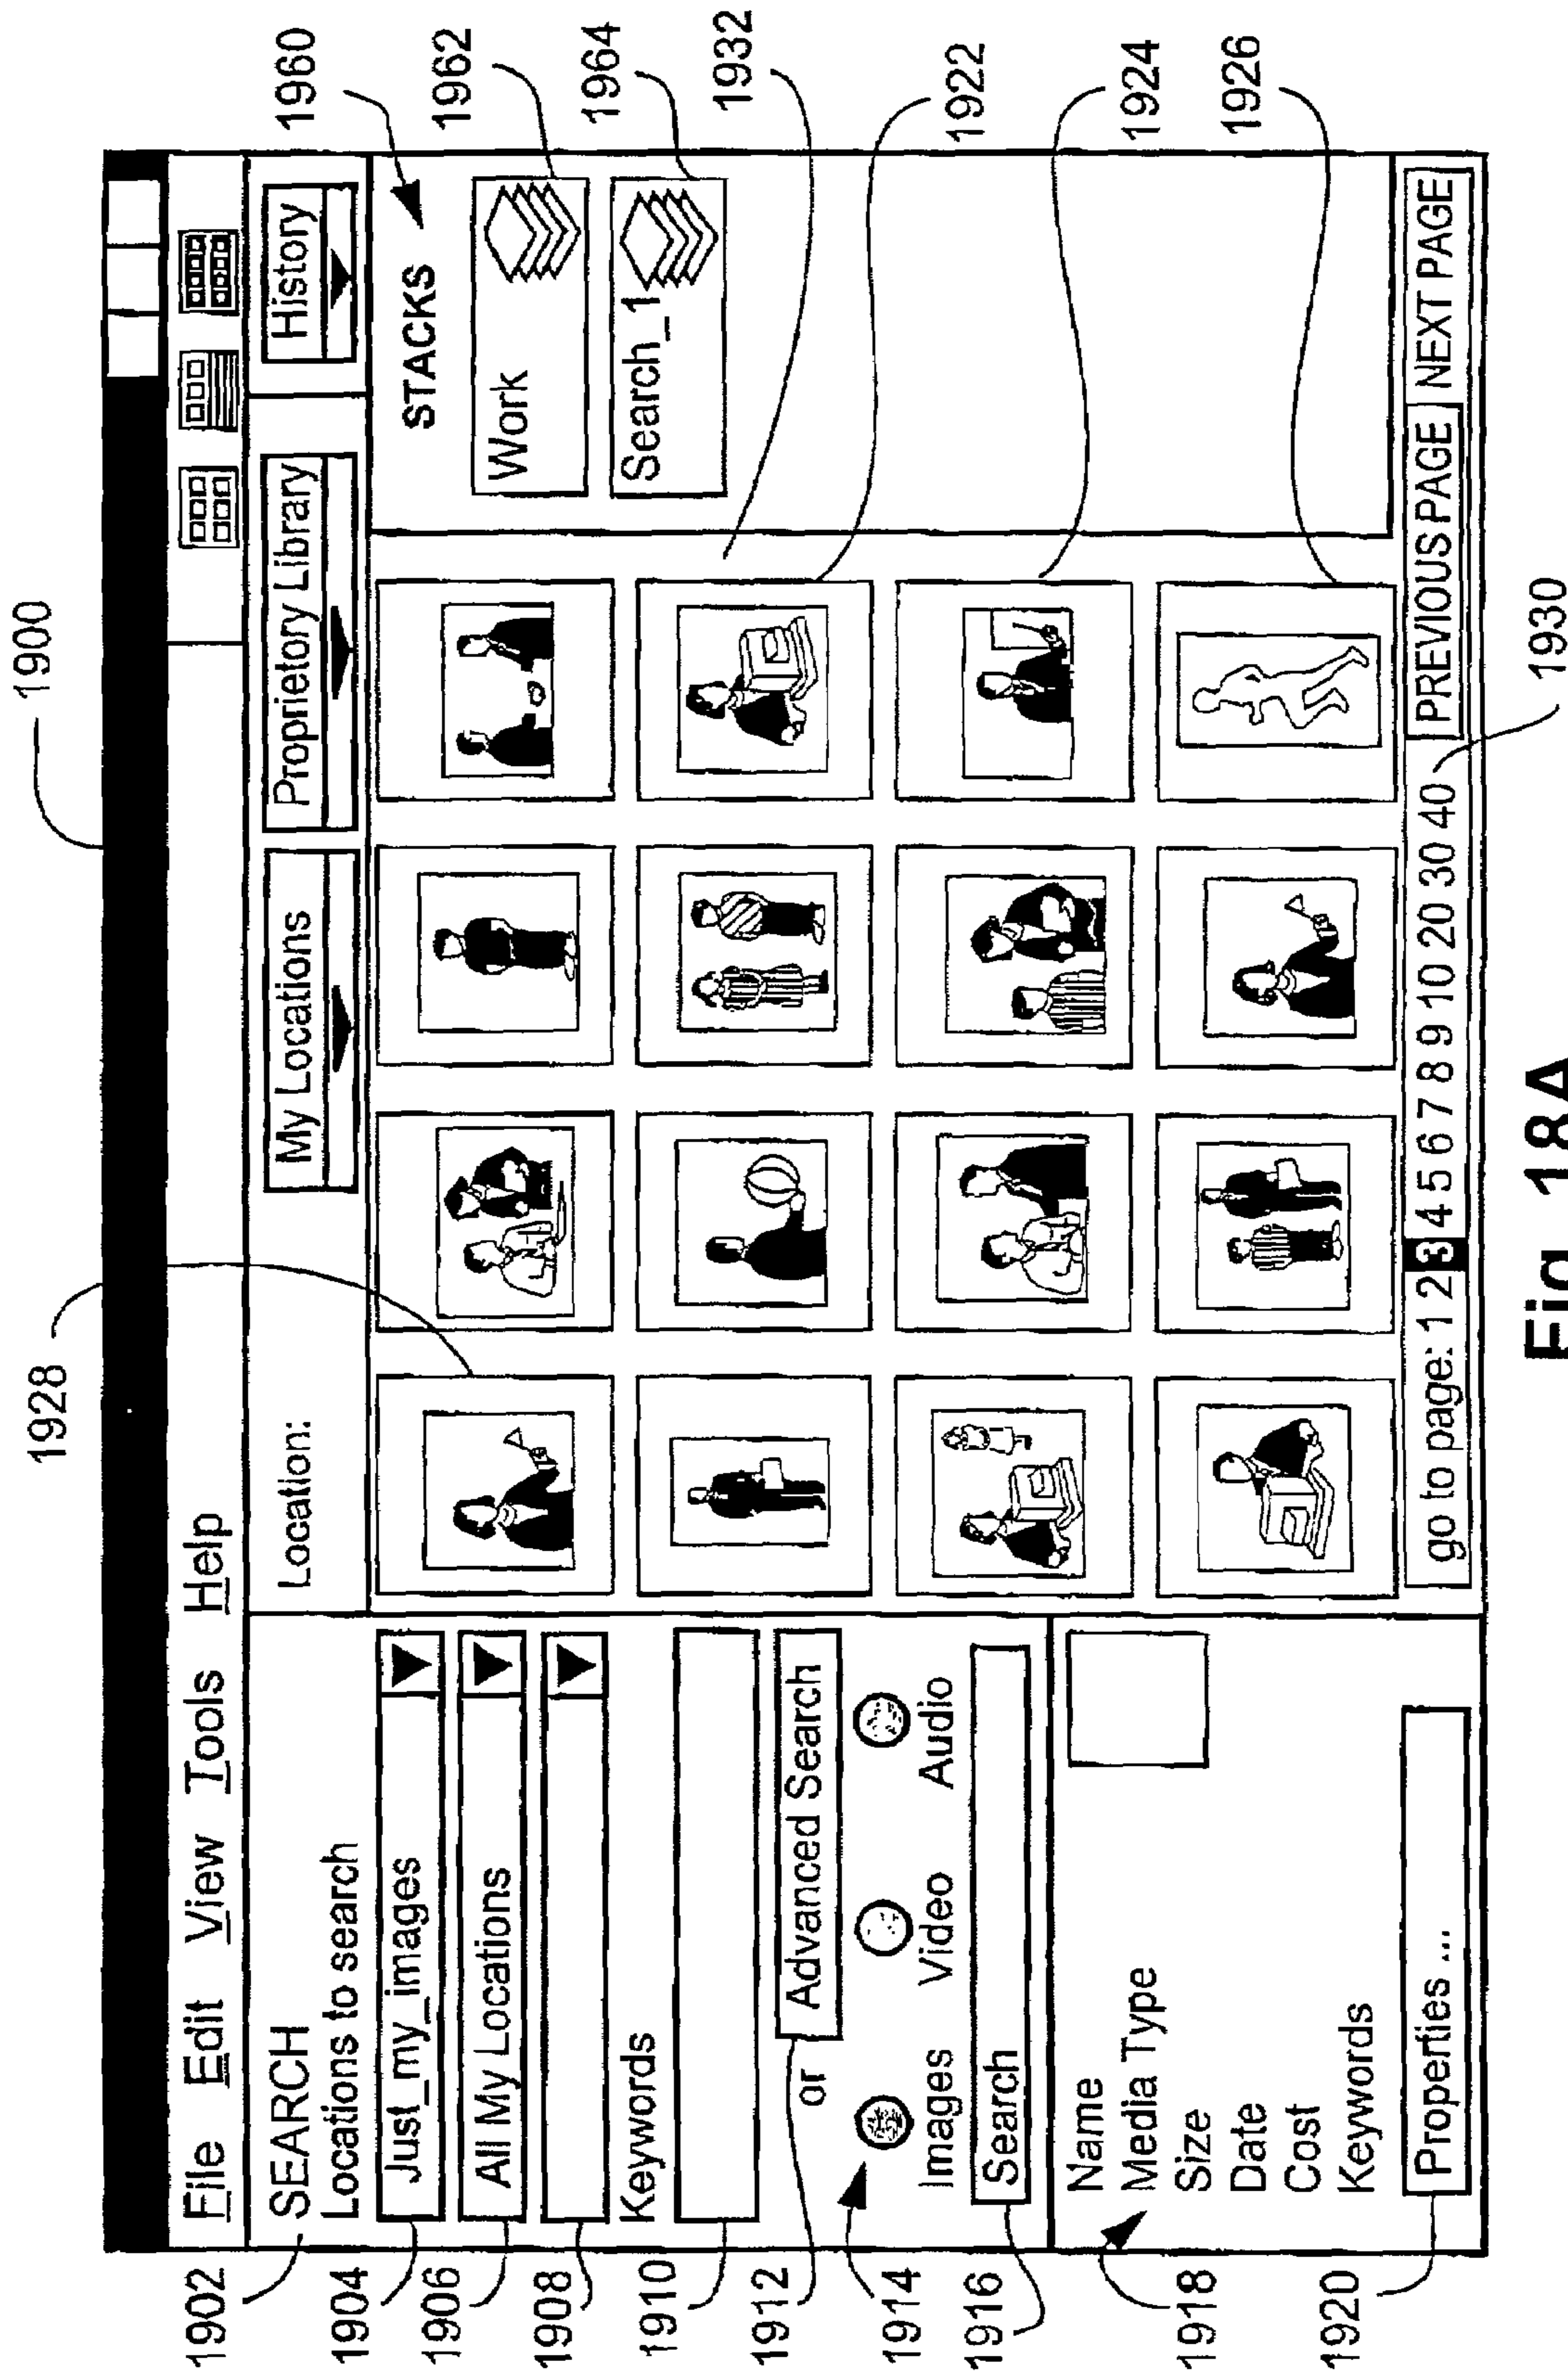 1928
1900
File Edit View Tools Help
SEARCH
Locations to search
Just_my_images
All My Locations
Keywords
or
Advanced Search
Images Video Audio
Search
Name
Media Type
Size
Date
Cost
Keywords
Properties ...
Location:
My Locations
Proprietory Library
History
STACKS
Work
Search_1
go to page: 1 2 3 4 5 6 7 8 9 10 20 30 40
PREVIOUS PAGE
NEXT PAGE
1902
1904
1906
1908
1910
1912
1914
1916
1918
1920
1960
1962
1964
1932
1922
1924
1926
1930
Fig. 18A